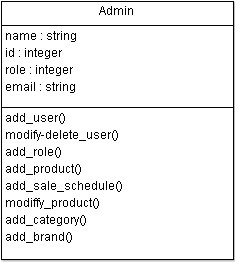 Admin
name : string
id : integer
role : integer
email : string
add_user()
modify-delete_user()
add_role()
add_product()
add_sale_schedule()
modiffy_product()
add_category()
add_brand()